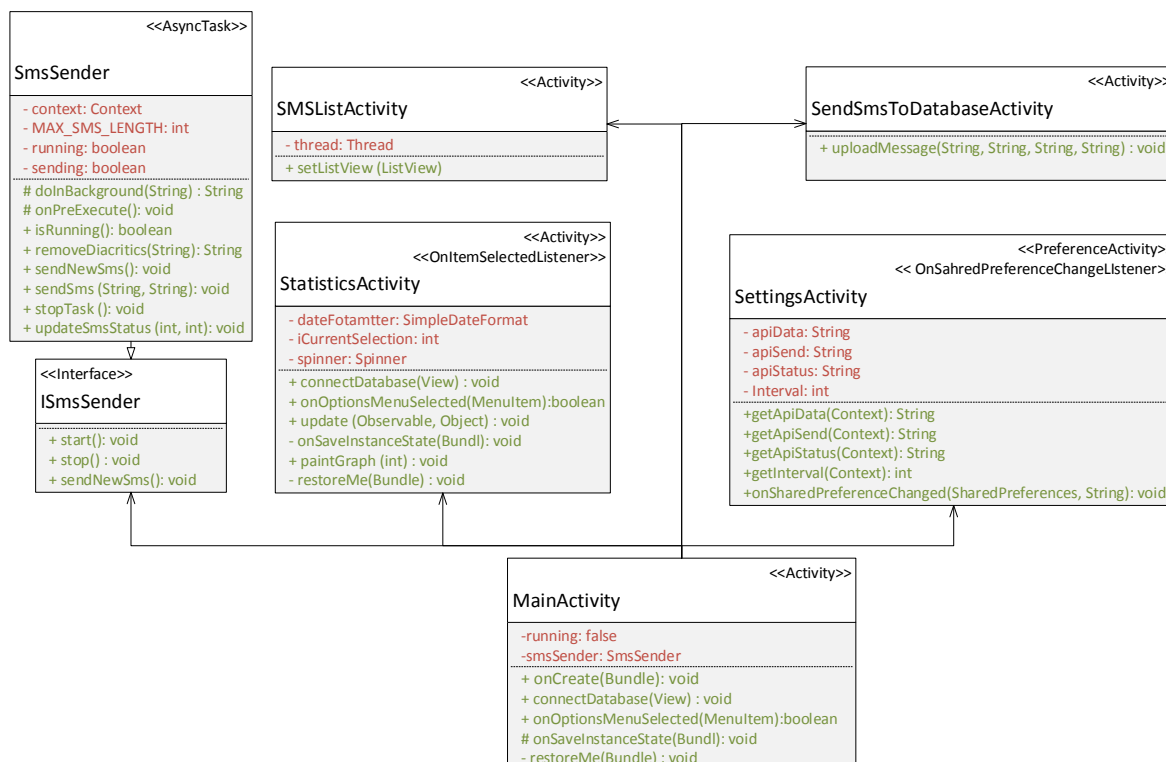 <<AsyncTask>>
SmsSender
- context: Context
- MAX_SMS_LENGTH: int
- running: boolean
- sending: boolean
# doInBackground(String) : String
# onPreExecute(): void
+ isRunning(): boolean
+ removeDiacritics(String): String
+ sendNewSms(): void
+ sendSms (String, String): void
+ stopTask (): void
+ updateSmsStatus (int, int): void
<<Interface>>
ISmsSender
+ start(): void
+ stop() : void
+ sendNewSms(): void
<<Activity>>
SMSListActivity
- thread: Thread
+ setListView (ListView)
<<Activity>>
<<OnItemSelectedListener>>
StatisticsActivity
- dateFotamtter: SimpleDateFormat
- iCurrentSelection: int
- spinner: Spinner
+ connectDatabase(View) : void
+ onOptionsMenuSelected(MenuItem):boolean
+ update (Observable, Object) : void
- onSaveInstanceState(Bundl): void
+ paintGraph (int) : void
- restoreMe(Bundle) : void
<<Activity>>
SendSmsToDatabaseActivity
+ uploadMessage(String, String, String, String) : void
<<PreferenceActivity>
<< OnSahredPreferenceChangeLIstener>
SettingsActivity
- apiData: String
- apiSend: String
- apiStatus: String
- Interval: int
+getApiData(Context): String
+getApiSend(Context): String
+getApiStatus(Context): String
+getInterval(Context): int
+onSharedPreferenceChanged(SharedPreferences, String): void
<<Activity>>
MainActivity
-running: false
-smsSender: SmsSender
+ onCreate(Bundle): void
+ connectDatabase(View) : void
+ onOptionsMenuSelected(MenuItem):boolean
# onSaveInstanceState(Bundl): void
- restoreMe(Bundle) : void